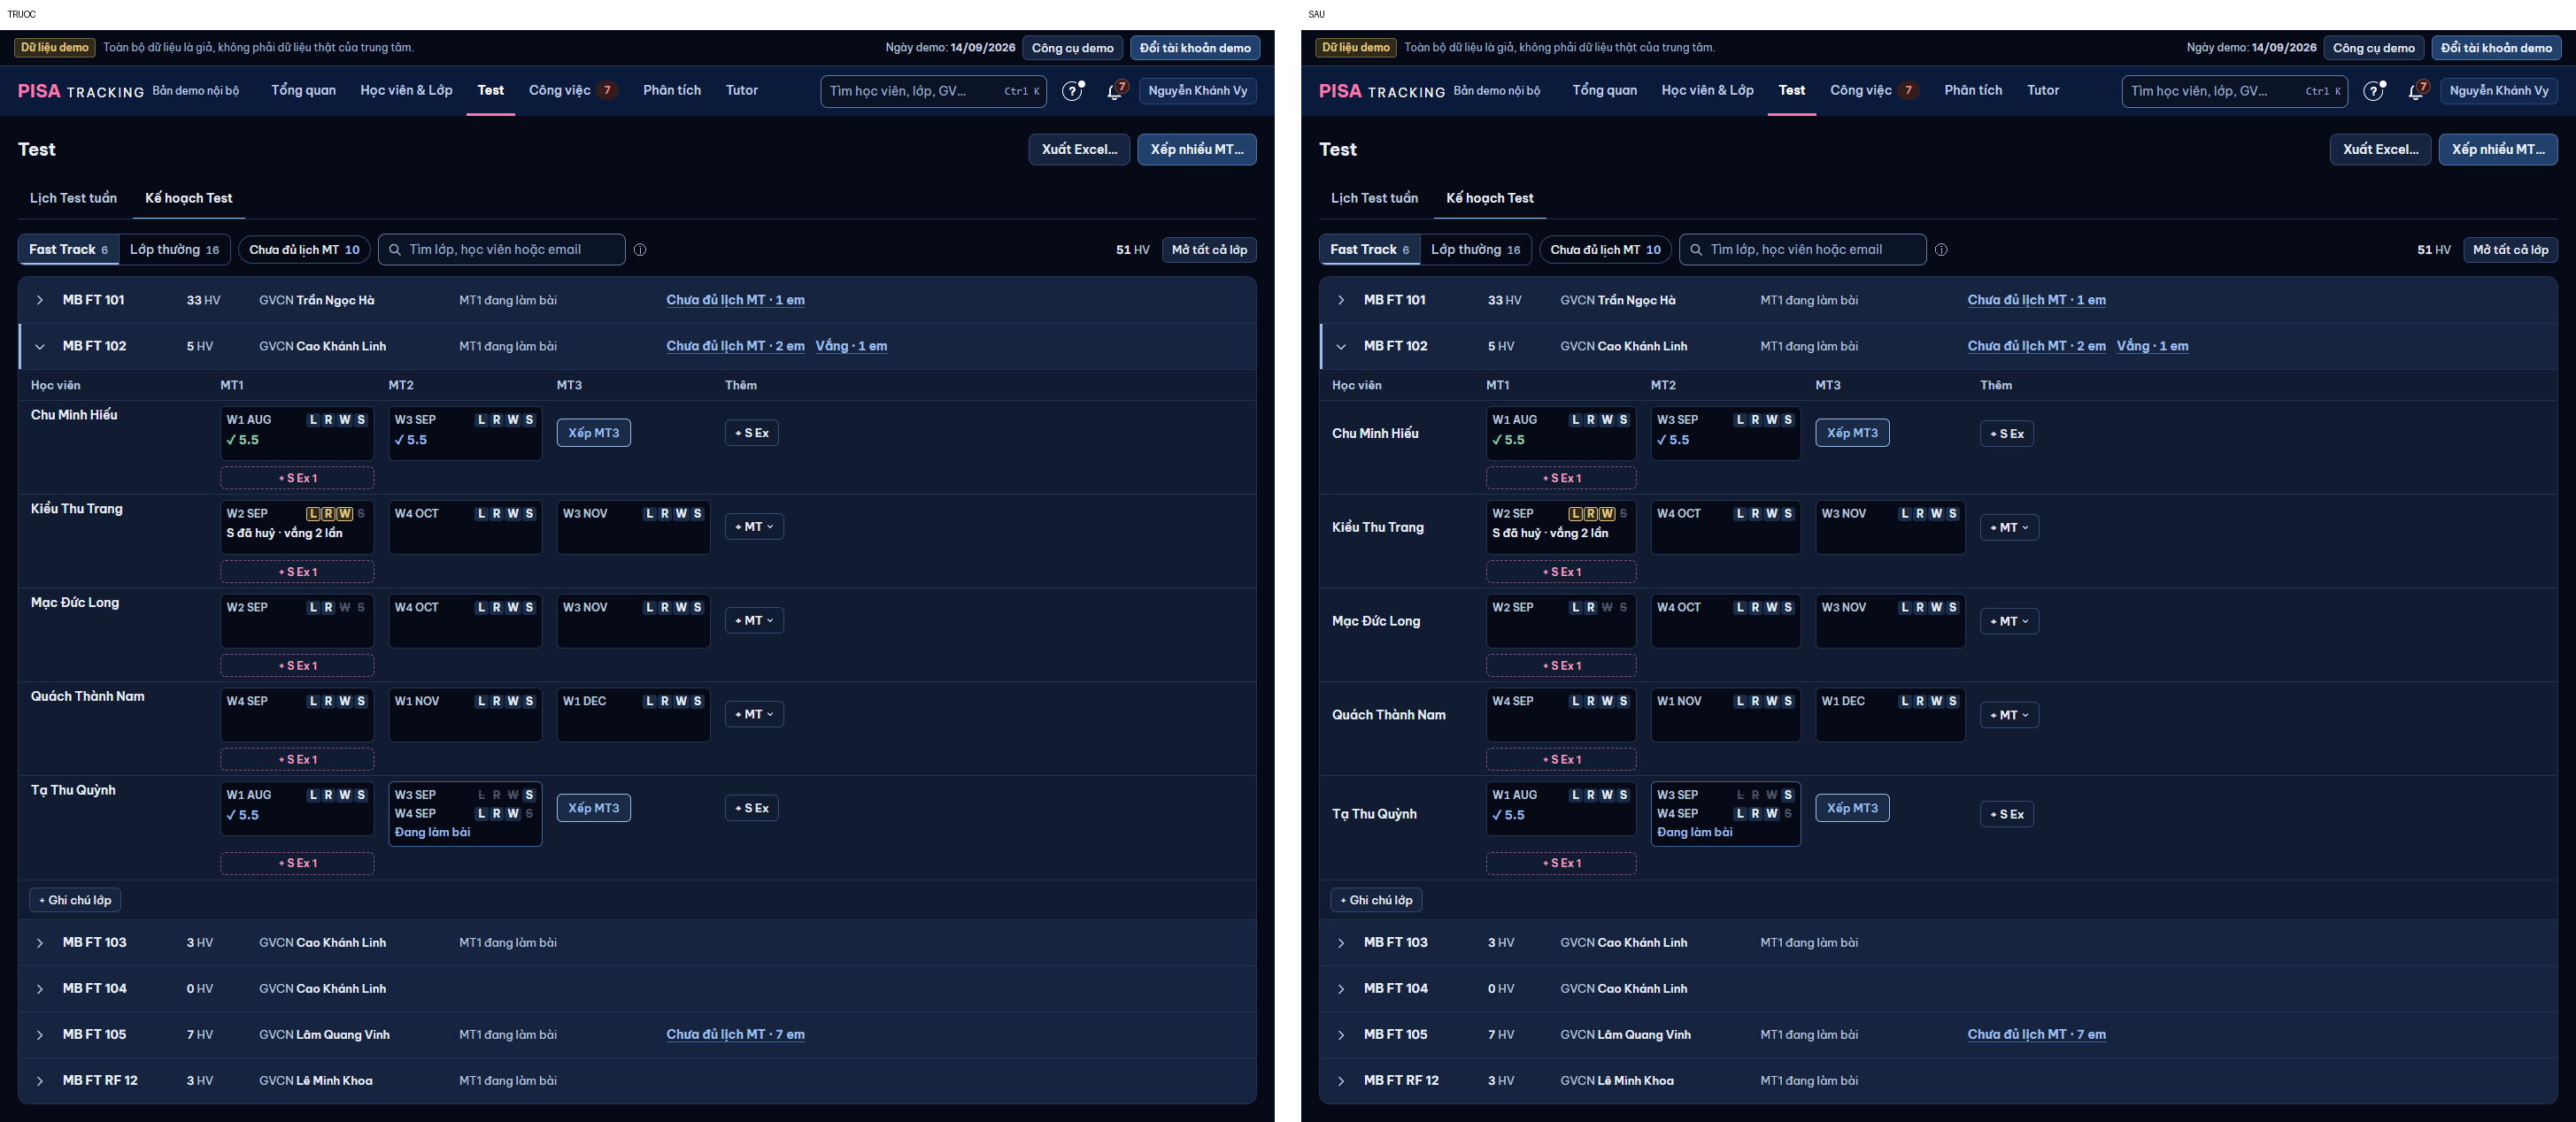 TRUOC
Dữ liệu demo Toàn bộ dữ liệu là giả, không phải dữ liệu thật của trung tâm. Ngày demo: 14/09/2026 Công cụ demo Đổi tài khoản demo
PISA TRACKING Bản demo nội bộ Tổng quan Học viên & Lớp Test Công việc 7 Phân tích Tutor Tìm học viên, lớp, GV... Ctrl K ? 7 Nguyễn Khánh Vy
Test Xuất Excel... Xếp nhiều MT...
Lịch Test tuần Kế hoạch Test
Fast Track 6 Lớp thường 16 Chưa đủ lịch MT 10 Tìm lớp, học viên hoặc email 51 HV Mở tất cả lớp
MB FT 101 33 HV GVCN Trần Ngọc Hà MT1 đang làm bài Chưa đủ lịch MT · 1 em
MB FT 102 5 HV GVCN Cao Khánh Linh MT1 đang làm bài Chưa đủ lịch MT · 2 em Vắng · 1 em
Học viên MT1 MT2 MT3 Thêm
Chu Minh Hiếu W1 AUG L R W S W3 SEP L R W S Xếp MT3 + S Ex
✓ 5.5 ✓ 5.5
+ S Ex 1
Kiều Thu Trang W2 SEP L R W S W4 OCT L R W S W3 NOV L R W S + MT
S đã huỷ · vắng 2 lần
+ S Ex 1
Mạc Đức Long W2 SEP L R W S W4 OCT L R W S W3 NOV L R W S + MT
+ S Ex 1
Quách Thành Nam W4 SEP L R W S W1 NOV L R W S W1 DEC L R W S + MT
+ S Ex 1
Tạ Thu Quỳnh W1 AUG L R W S W3 SEP L R W S Xếp MT3 + S Ex
✓ 5.5 W4 SEP L R W S
Đang làm bài
+ S Ex 1
+ Ghi chú lớp
MB FT 103 3 HV GVCN Cao Khánh Linh MT1 đang làm bài
MB FT 104 0 HV GVCN Cao Khánh Linh
MB FT 105 7 HV GVCN Lâm Quang Vinh MT1 đang làm bài Chưa đủ lịch MT · 7 em
MB FT RF 12 3 HV GVCN Lê Minh Khoa MT1 đang làm bài
SAU
Dữ liệu demo Toàn bộ dữ liệu là giả, không phải dữ liệu thật của trung tâm. Ngày demo: 14/09/2026 Công cụ demo Đổi tài khoản demo
PISA TRACKING Bản demo nội bộ Tổng quan Học viên & Lớp Test Công việc 7 Phân tích Tutor Tìm học viên, lớp, GV... Ctrl K ? 7 Nguyễn Khánh Vy
Test Xuất Excel... Xếp nhiều MT...
Lịch Test tuần Kế hoạch Test
Fast Track 6 Lớp thường 16 Chưa đủ lịch MT 10 Tìm lớp, học viên hoặc email 51 HV Mở tất cả lớp
MB FT 101 33 HV GVCN Trần Ngọc Hà MT1 đang làm bài Chưa đủ lịch MT · 1 em
MB FT 102 5 HV GVCN Cao Khánh Linh MT1 đang làm bài Chưa đủ lịch MT · 2 em Vắng · 1 em
Học viên MT1 MT2 MT3 Thêm
Chu Minh Hiếu W1 AUG L R W S W3 SEP L R W S Xếp MT3 + S Ex
✓ 5.5 ✓ 5.5
+ S Ex 1
Kiều Thu Trang W2 SEP L R W S W4 OCT L R W S W3 NOV L R W S + MT
S đã huỷ · vắng 2 lần
+ S Ex 1
Mạc Đức Long W2 SEP L R W S W4 OCT L R W S W3 NOV L R W S + MT
+ S Ex 1
Quách Thành Nam W4 SEP L R W S W1 NOV L R W S W1 DEC L R W S + MT
+ S Ex 1
Tạ Thu Quỳnh W1 AUG L R W S W3 SEP L R W S Xếp MT3 + S Ex
✓ 5.5 W4 SEP L R W S
Đang làm bài
+ S Ex 1
+ Ghi chú lớp
MB FT 103 3 HV GVCN Cao Khánh Linh MT1 đang làm bài
MB FT 104 0 HV GVCN Cao Khánh Linh
MB FT 105 7 HV GVCN Lâm Quang Vinh MT1 đang làm bài Chưa đủ lịch MT · 7 em
MB FT RF 12 3 HV GVCN Lê Minh Khoa MT1 đang làm bài